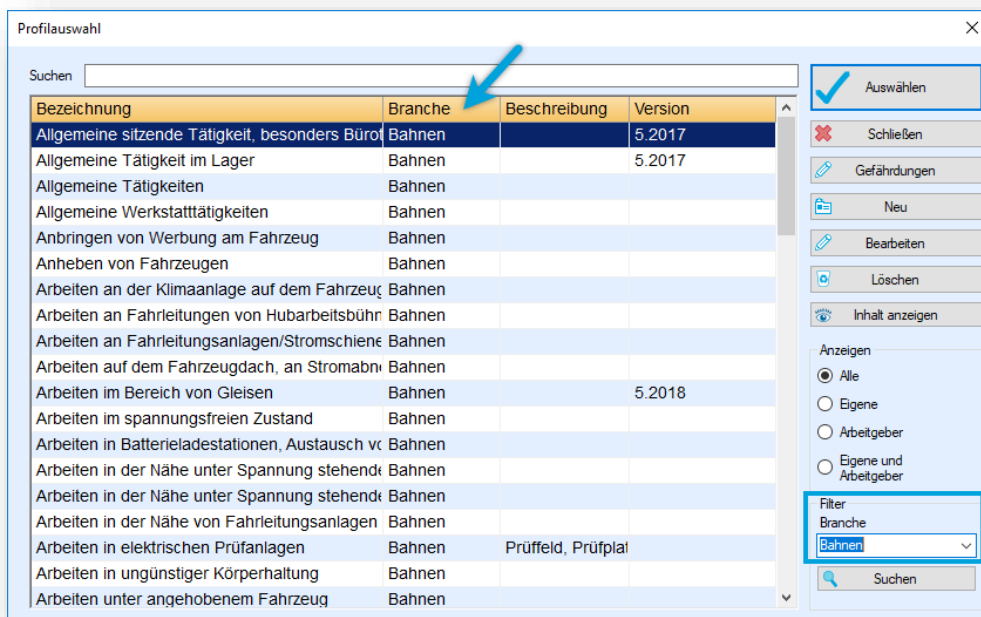 Profilauswahl
Suchen
Bezeichnung Branche Beschreibung Version
Allgemeine sitzende Tätigkeit, besonders Bürot Bahnen 5.2017
Allgemeine Tätigkeit im Lager Bahnen 5.2017
Allgemeine Tätigkeiten Bahnen
Allgemeine Werkstatttätigkeiten Bahnen
Anbringen von Werbung am Fahrzeug Bahnen
Anheben von Fahrzeugen Bahnen
Arbeiten an der Klimaanlage auf dem Fahrzeug Bahnen
Arbeiten an Fahrleitungen von Hubarbeitsbühn Bahnen
Arbeiten an Fahrleitungsanlagen/Stromschiene Bahnen
Arbeiten auf dem Fahrzeugdach, an Stromabne Bahnen
Arbeiten im Bereich von Gleisen Bahnen 5.2018
Arbeiten im spannungsfreien Zustand Bahnen
Arbeiten in Batterieladestationen, Austausch vo Bahnen
Arbeiten in der Nähe unter Spannung stehende Bahnen
Arbeiten in der Nähe unter Spannung stehende Bahnen
Arbeiten in der Nähe von Fahrleitungsanlagen Bahnen
Arbeiten in elektrischen Prüfanlagen Bahnen Prüffeld, Prüfplat
Arbeiten in ungünstiger Körperhaltung Bahnen
Arbeiten unter angehobenem Fahrzeug Bahnen
Auswählen
Schließen
Gefährdungen
Neu
Bearbeiten
Löschen
Inhalt anzeigen
Anzeigen
Alle
Eigene
Arbeitgeber
Eigene und
Arbeitgeber
Filter
Branche
Bahnen
Suchen